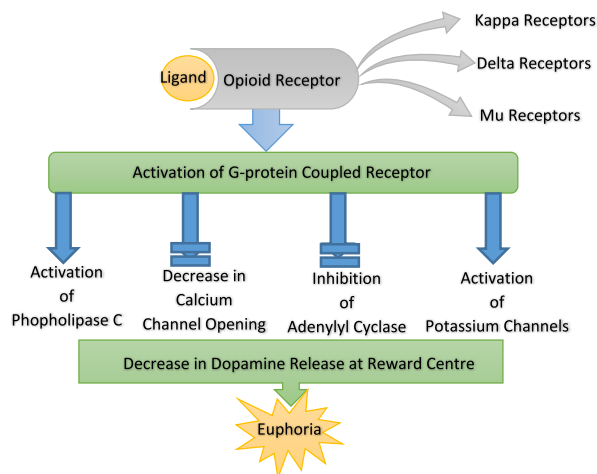 Kappa Receptors
Ligand
Opioid Receptor
Delta Receptors
Mu Receptors
Activation of G-protein Coupled Receptor
Activation
of
Phopholipase C
Decrease in
Calcium
Channel Opening
Inhibition
of
Adenylyl Cyclase
Activation
of
Potassium Channels
Decrease in Dopamine Release at Reward Centre
Euphoria